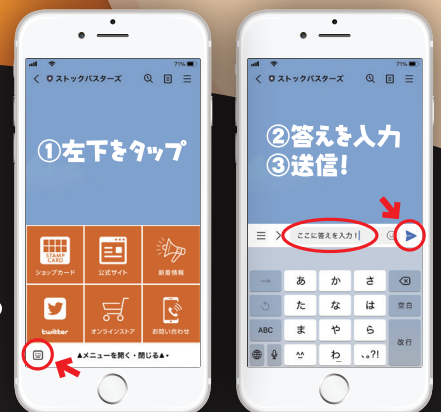 71%
ストックバスターズ
①左下をタップ
STAMP
CARD
ショップカード
公式サイト
新着情報
twitter
オンラインストア
お問い合わせ
▲メニューを開く・閉じる▲▾
71%
ストックバスターズ
②答えを入力
③送信!
ここに答えを入力!
→
あ
か
さ
た
な
は
空白
ABC
ま
や
ら
改行
^^
わ
、。?!